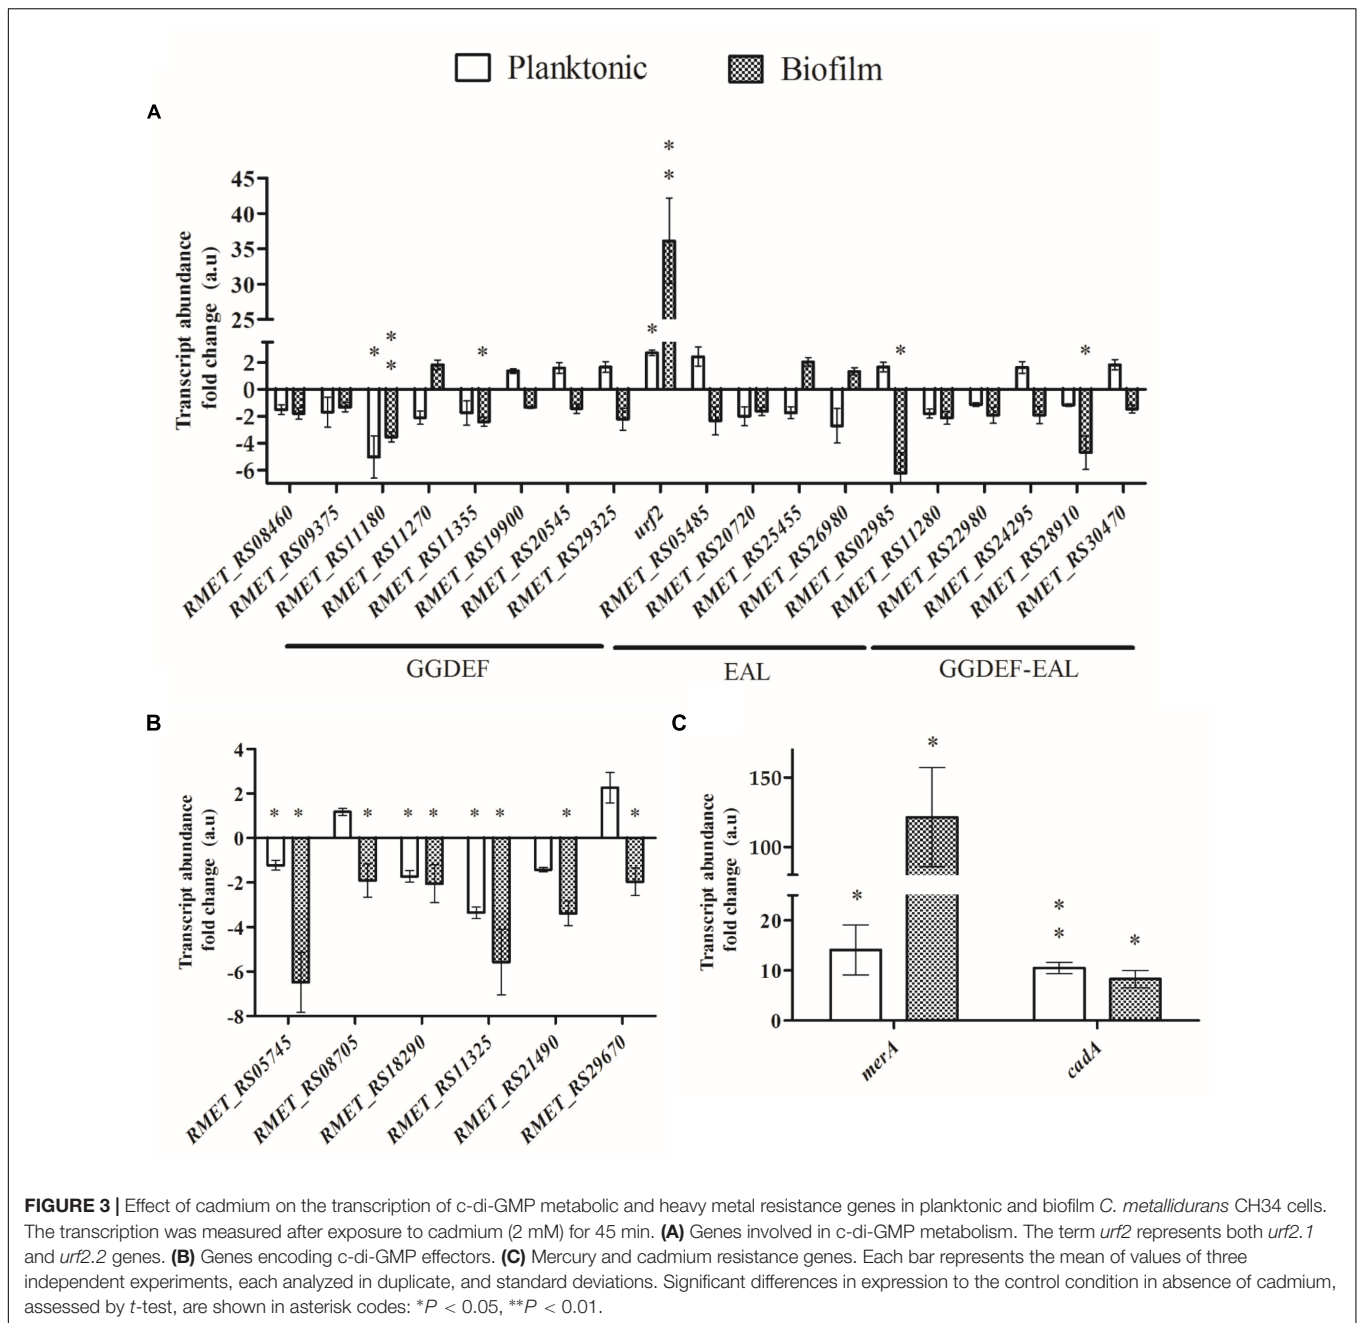 Planktonic
Biofilm
A
Transcript abundance
fold change (a.u)
45
40
35
30
25
2
0
-2
-4
-6
*
*
*
*
*
*
*
*
*
RMET_RS08460
RMET_RS09375
RMET_RS11180
RMET_RS11270
RMET_RS11355
RMET_RS19900
RMET_RS20545
RMET_RS29325
urf2
RMET_RS05485
RMET_RS20720
RMET_RS25455
RMET_RS26980
RMET_RS02985
RMET_RS11280
RMET_RS22980
RMET_RS24295
RMET_RS28910
RMET_RS30470
GGDEF
EAL
GGDEF-EAL
B
Transcript abundance
fold change (a.u)
4
2
0
-2
-4
-6
-8
* * * * * * * * *
RMET_RS05745
RMET_RS08705
RMET_RS18290
RMET_RS11325
RMET_RS21490
RMET_RS29670
C
Transcript abundance
fold change (a.u)
150
100
20
10
0
*
*
*
*
*
merA
cadA
FIGURE 3 | Effect of cadmium on the transcription of c-di-GMP metabolic and heavy metal resistance genes in planktonic and biofilm C. metallidurans CH34 cells.
The transcription was measured after exposure to cadmium (2 mM) for 45 min. (A) Genes involved in c-di-GMP metabolism. The term urf2 represents both urf2.1
and urf2.2 genes. (B) Genes encoding c-di-GMP effectors. (C) Mercury and cadmium resistance genes. Each bar represents the mean of values of three
independent experiments, each analyzed in duplicate, and standard deviations. Significant differences in expression to the control condition in absence of cadmium,
assessed by t-test, are shown in asterisk codes: *P < 0.05, **P < 0.01.